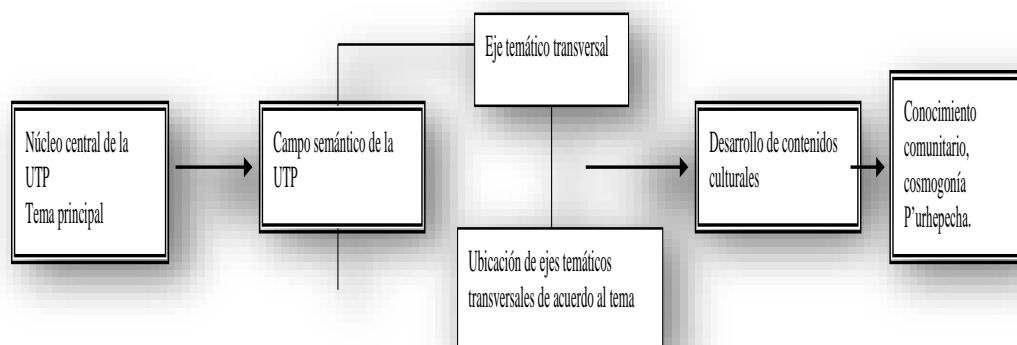 Eje temático transversal
Núcleo central de la
UTP
Tema principal
Campo semántico de la
UTP
Desarrollo de contenidos
culturales
Conocimiento
comunitario,
cosmogonía
P'urhepecha.
Ubicación de ejes temáticos
transversales de acuerdo al tema